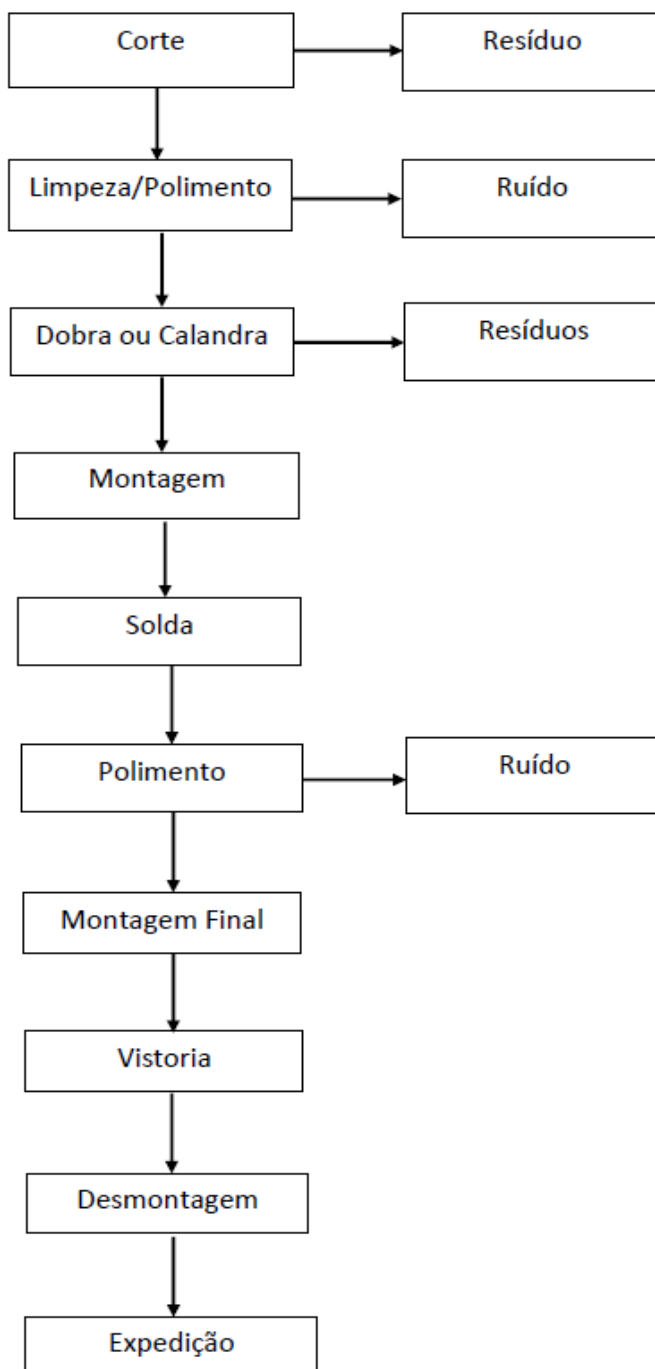 Corte
Resíduo
Limpeza/Polimento
Ruído
Dobra ou Calandra
Resíduos
Montagem
Solda
Polimento
Ruído
Montagem Final
Vistoria
Desmontagem
Expedição